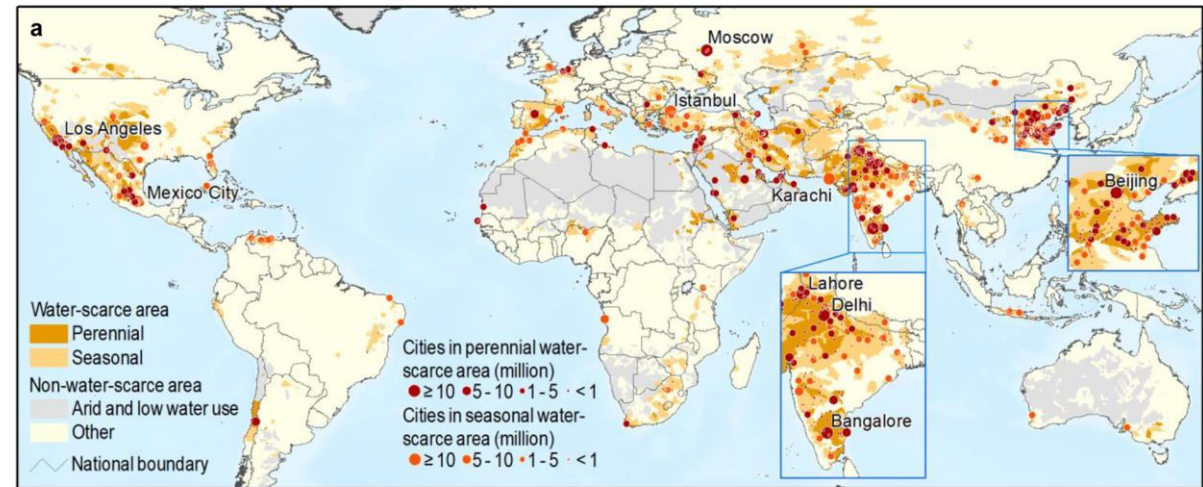 a
Moscow
Istanbul
Los Angeles
Mexico City
Karachi
Beijing
Lahore
Delhi
Bangalore
Water-scarce area
Perennial
Seasonal
Non-water-scarce area
Arid and low water use
Other
National boundary
Cities in perennial water-
scarce area (million)
≥ 10 5 - 10 1 - 5 < 1
Cities in seasonal water-
scarce area (million)
≥ 10 5 - 10 1 - 5 < 1